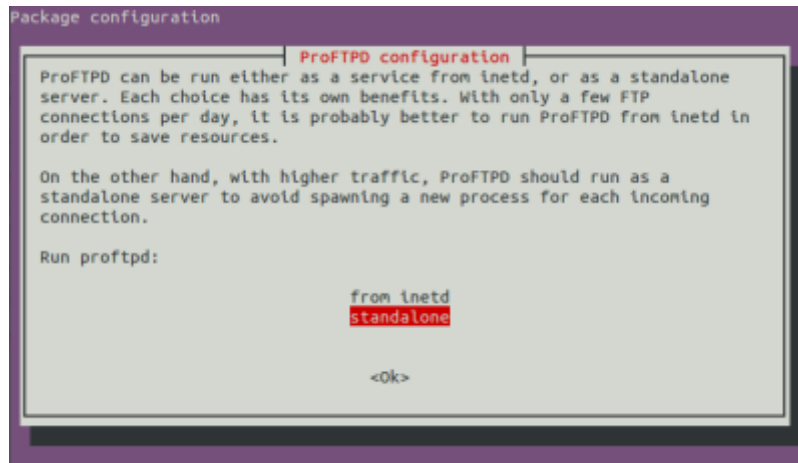 Package configuration
ProFTPD configuration
ProFTPD can be run either as a service from inetd, or as a standalone
server. Each choice has its own benefits. With only a few FTP
connections per day, it is probably better to run ProFTPD from inetd in
order to save resources.
On the other hand, with higher traffic, ProFTPD should run as a
standalone server to avoid spawning a new process for each incoming
connection.
Run proftpd:
from inetd
standalone
<Ok>